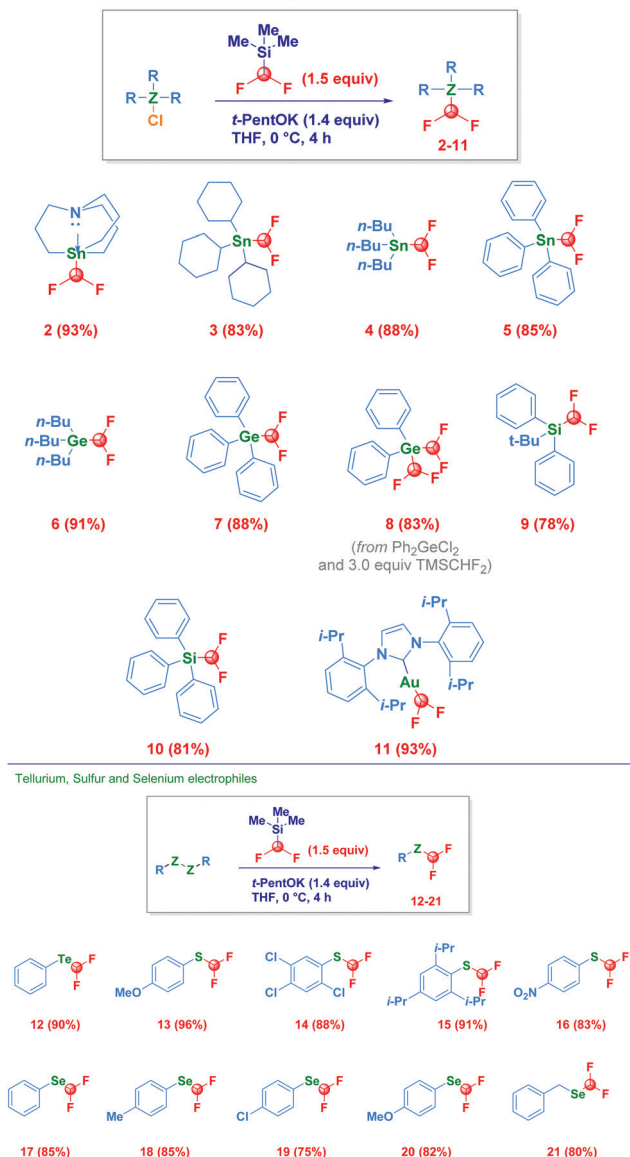 Me Me Me
Si
F F (1.5 equiv)
R
R Z R
Cl
t-PentOK (1.4 equiv)
THF, 0 °C, 4 h
R
R Z R
F F
2-11
N
Sn
F F
2 (93%)
Sn F
F
3 (83%)
n-Bu
n-Bu Sn F
n-Bu F
4 (88%)
Sn F
F
5 (85%)
n-Bu
n-Bu Ge F
n-Bu F
6 (91%)
Ge F
F
7 (88%)
Ge F
F
F F
8 (83%)
(from Ph2GeCl2
and 3.0 equiv TMSCHF2)
Si F
t-Bu F
9 (78%)
Si F
F
10 (81%)
i-Pr i-Pr
N N
Au
i-Pr i-Pr
F F
11 (93%)
Tellurium, Sulfur and Selenium electrophiles
Me Me Me
Si
F F (1.5 equiv)
R Z Z R
t-PentOK (1.4 equiv)
THF, 0 °C, 4 h
R Z F
F
12-21
Te F
F
12 (90%)
S F
F
MeO
13 (96%)
Cl S F
F
Cl Cl
14 (88%)
i-Pr
S F
F
i-Pr i-Pr
15 (91%)
S F
F
O2N
16 (83%)
Se F
F
17 (85%)
Se F
F
Me
18 (85%)
Se F
F
Cl
19 (75%)
Se F
F
MeO
20 (82%)
F
Se F
21 (80%)